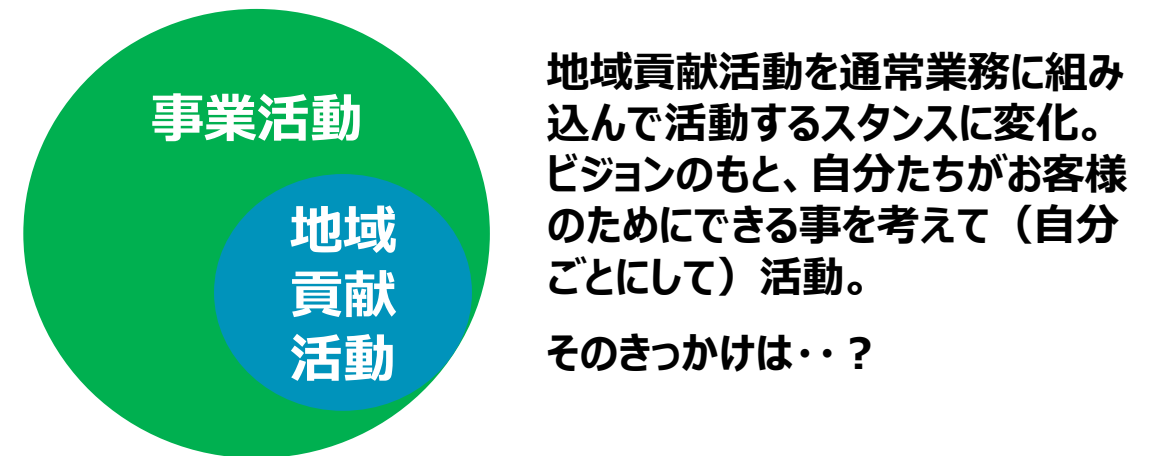 事業活動
地域
貢献
活動
地域貢献活動を通常業務に組み
込んで活動するスタンスに変化。
ビジョンのもと、自分たちがお客様
のためにできる事を考えて（自分
ごとにして）活動。
そのきっかけは・・？